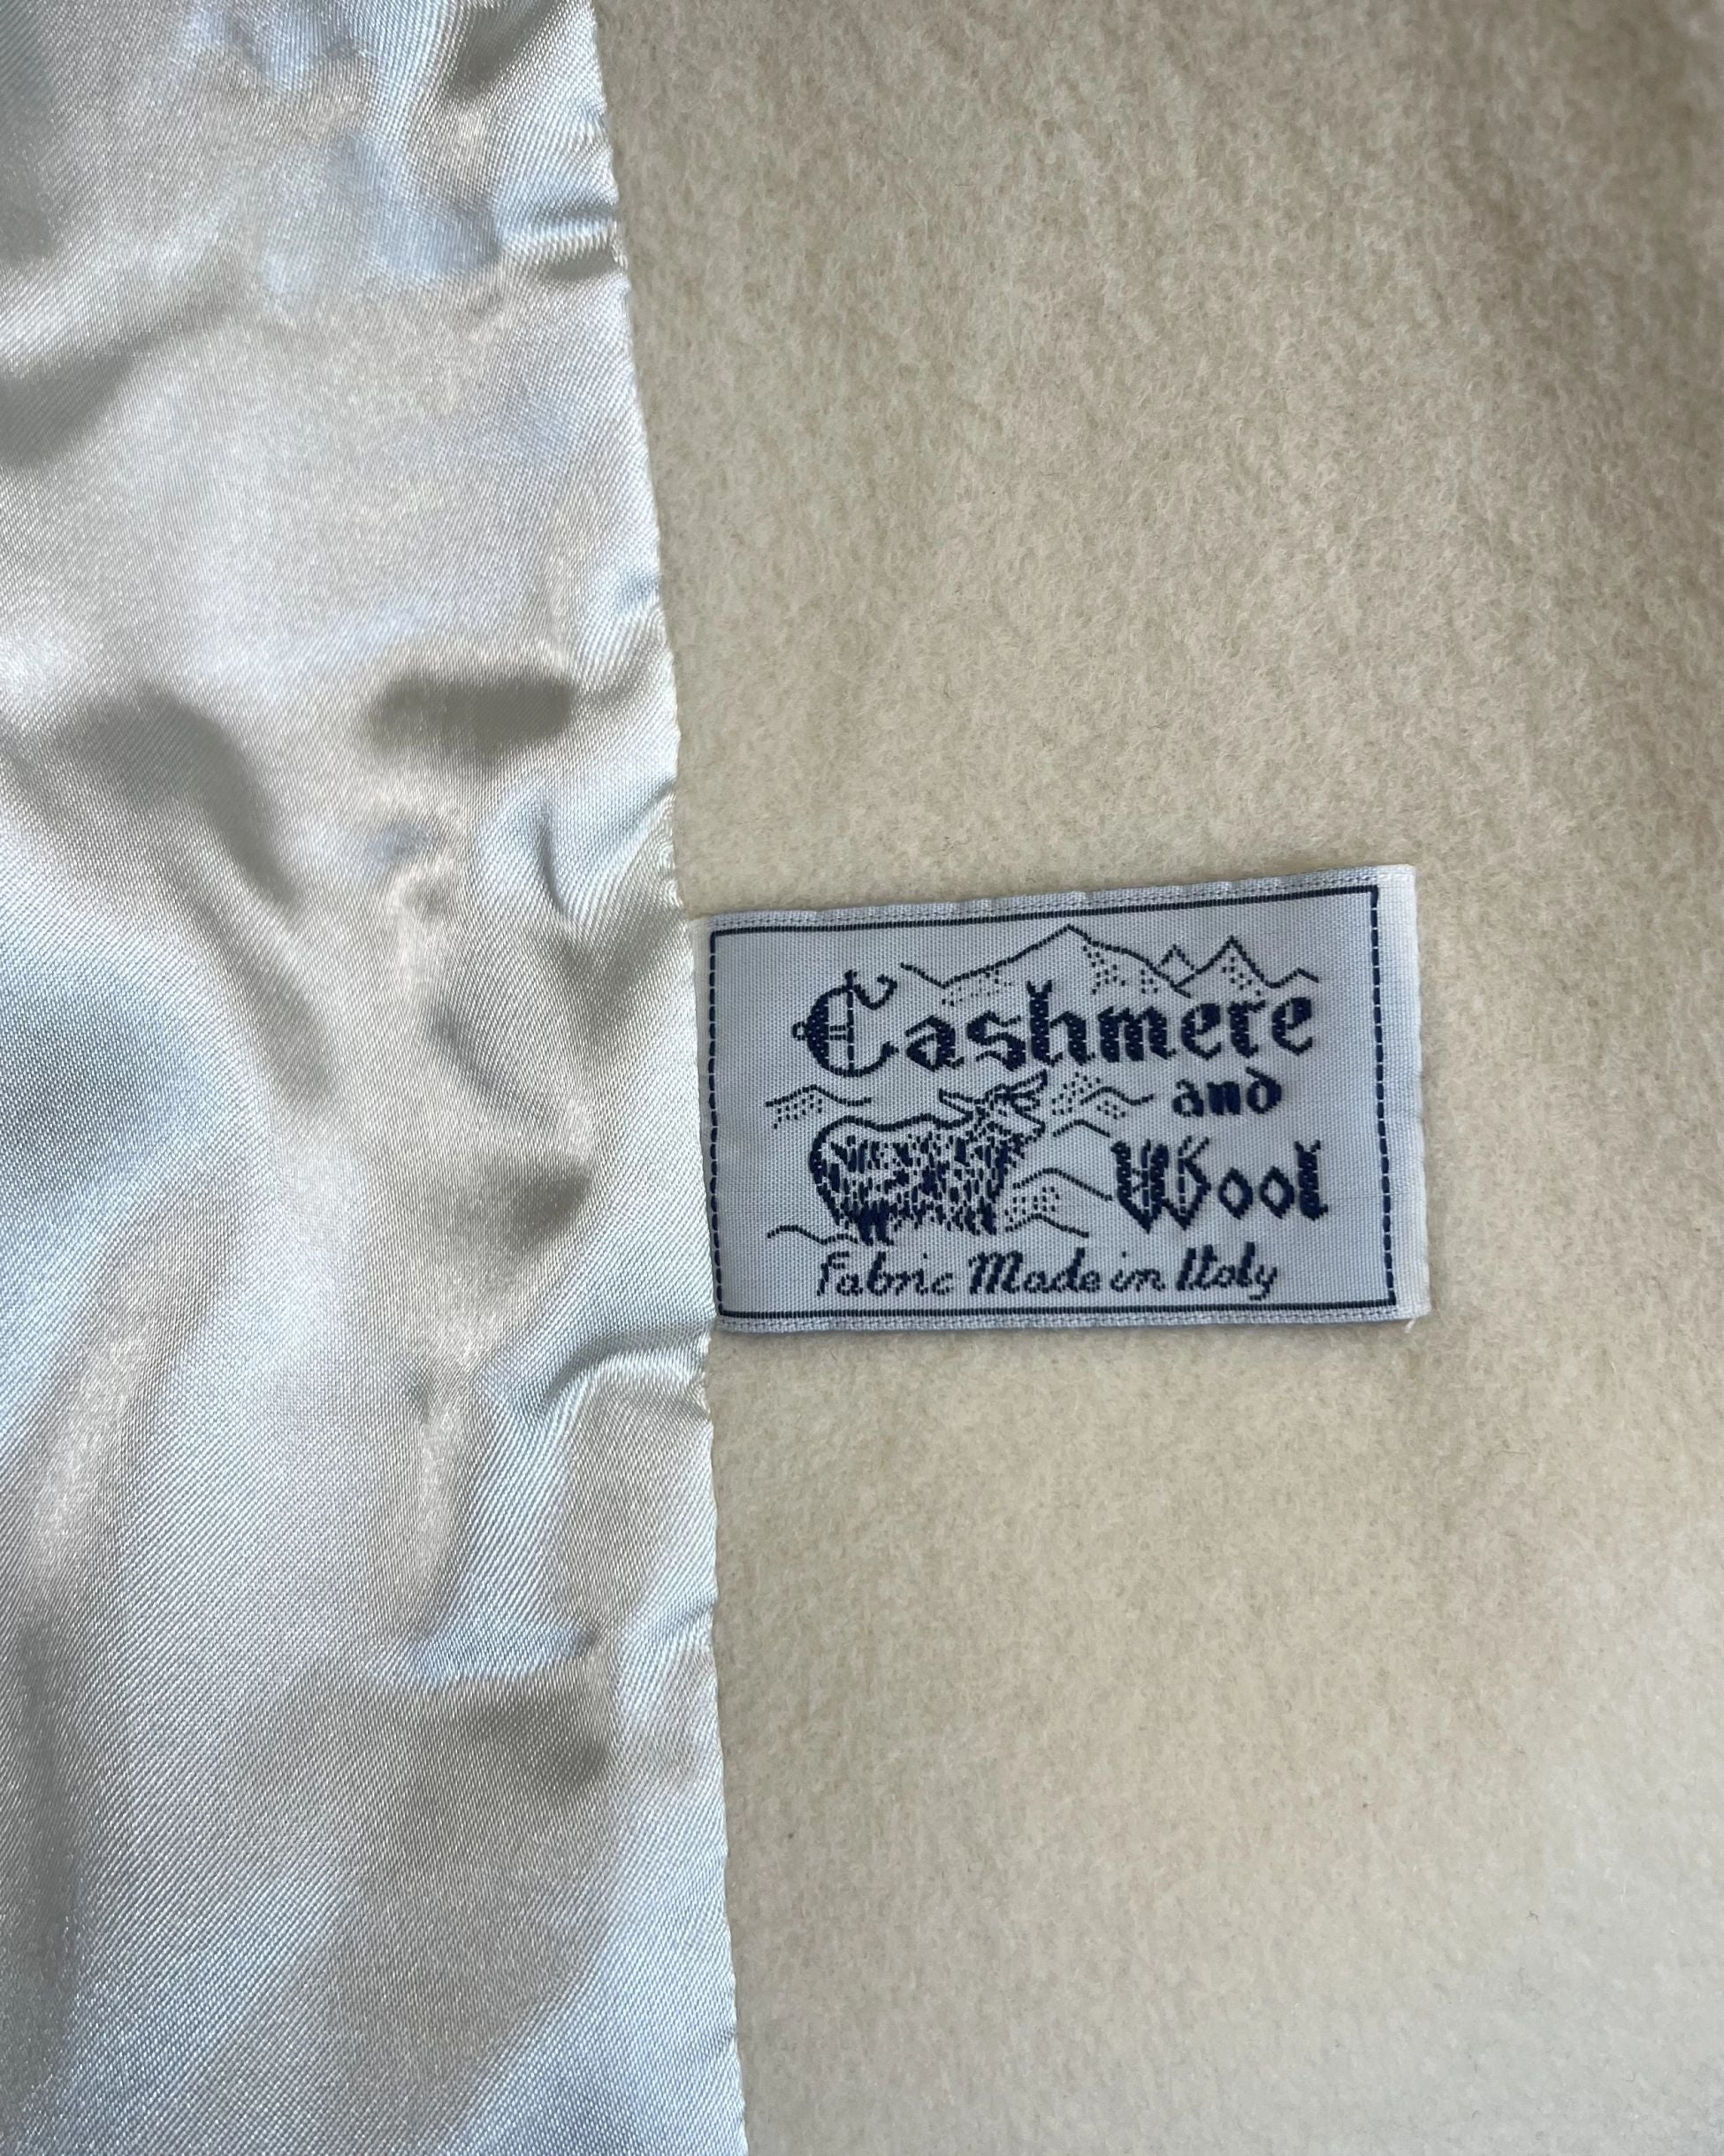 Cashmere
and
Wool
Fabric Made in Italy